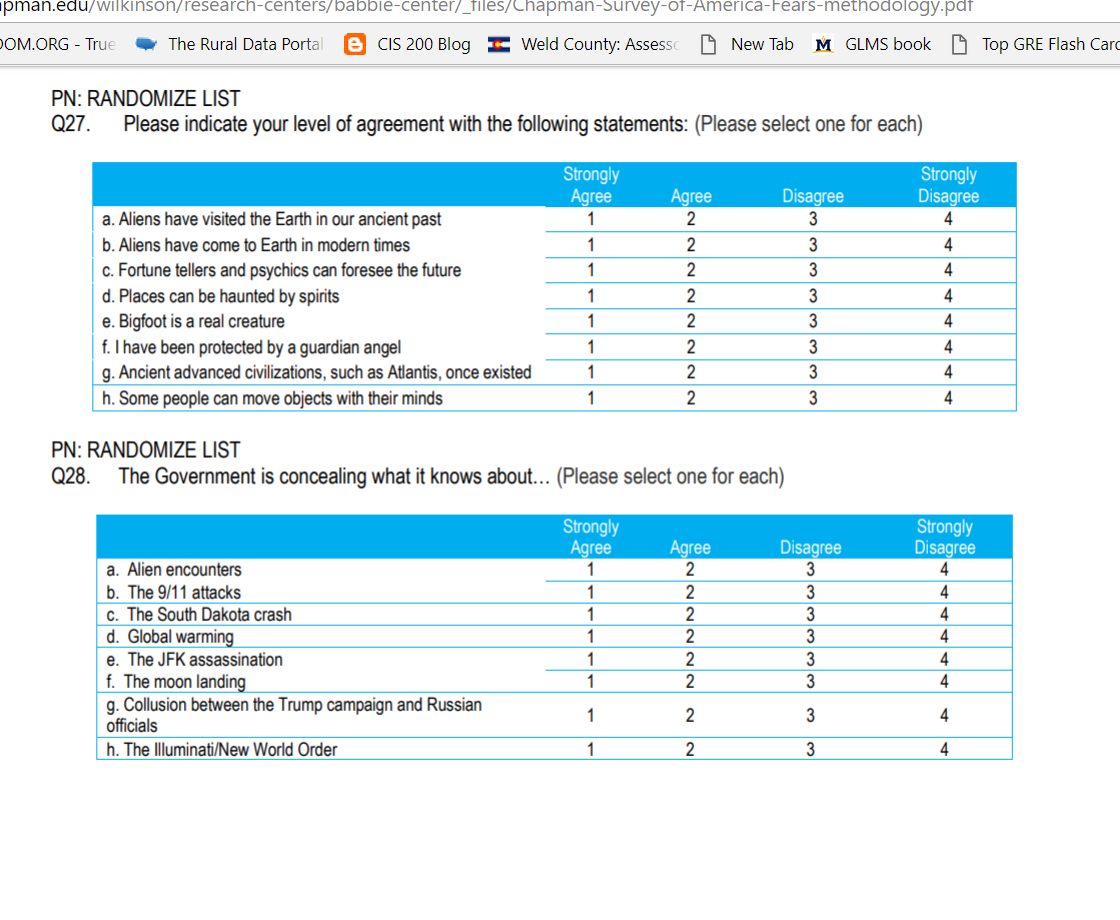 pman.edu/wilkinson/research-centers/babbie-center/_files/Chapman-Survey-of-America-Fears-methodology.pdf
OM.ORG - True The Rural Data Portal CIS 200 Blog Weld County: Assess New Tab M GLMS book Top GRE Flash Car
PN: RANDOMIZE LIST
Q27. Please indicate your level of agreement with the following statements: (Please select one for each)
Strongly Strongly
Agree Agree Disagree Disagree
a. Aliens have visited the Earth in our ancient past 1 2 3 4
b. Aliens have come to Earth in modern times 1 2 3 4
c. Fortune tellers and psychics can foresee the future 1 2 3 4
d. Places can be haunted by spirits 1 2 3 4
e. Bigfoot is a real creature 1 2 3 4
f. I have been protected by a guardian angel 1 2 3 4
g. Ancient advanced civilizations, such as Atlantis, once existed 1 2 3 4
h. Some people can move objects with their minds 1 2 3 4
PN: RANDOMIZE LIST
Q28. The Government is concealing what it knows about… (Please select one for each)
Strongly Strongly
Agree Agree Disagree Disagree
a. Alien encounters 1 2 3 4
b. The 9/11 attacks 1 2 3 4
c. The South Dakota crash 1 2 3 4
d. Global warming 1 2 3 4
e. The JFK assassination 1 2 3 4
f. The moon landing 1 2 3 4
g. Collusion between the Trump campaign and Russian
officials 1 2 3 4
h. The Illuminati/New World Order 1 2 3 4